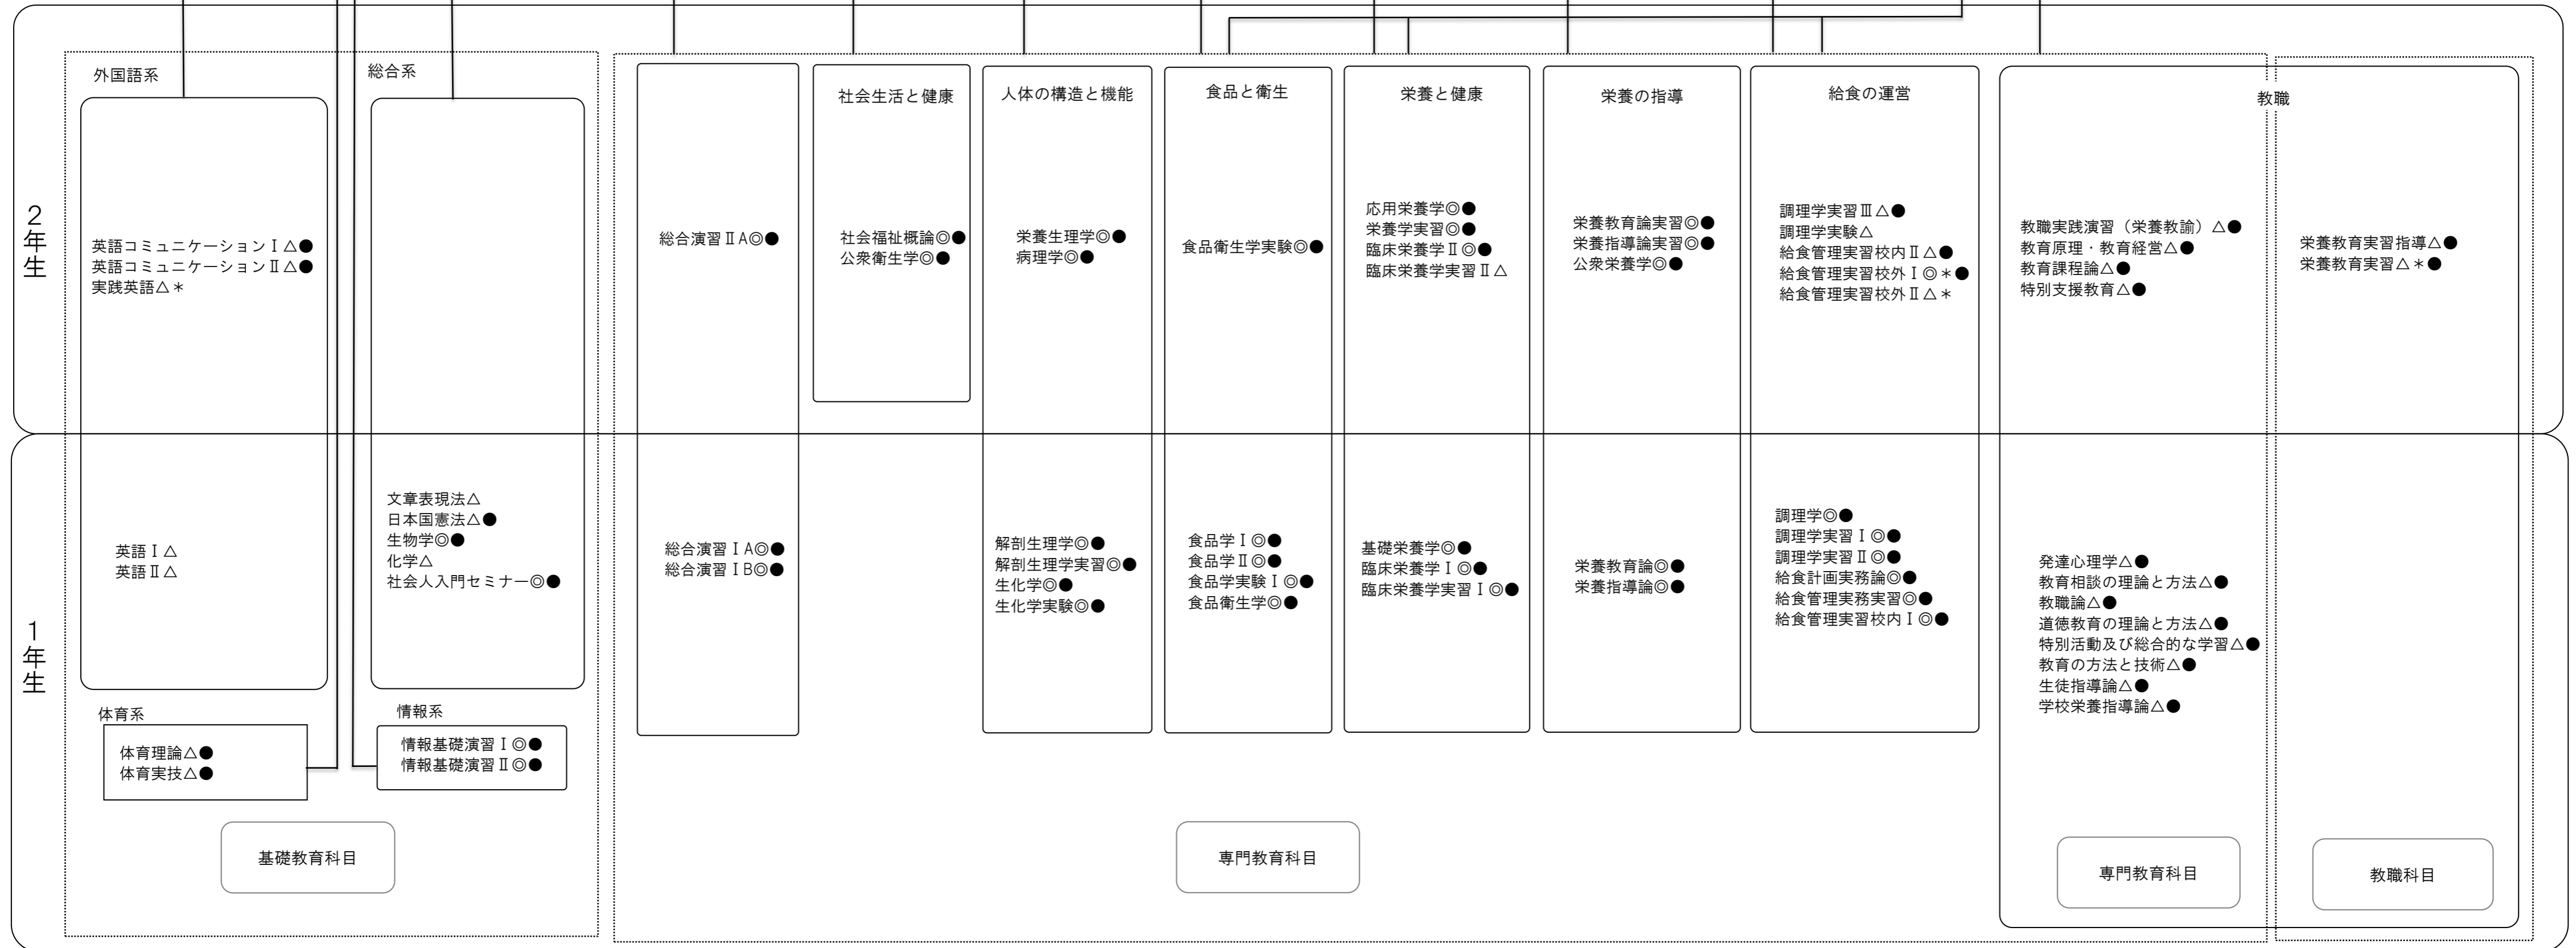 2年生
外国語系
英語コミュニケーションⅠ△●
英語コミュニケーションⅡ△●
実践英語△＊
総合系
総合演習ⅡA◎●
社会生活と健康
社会福祉概論◎●
公衆衛生学◎●
人体の構造と機能
栄養生理学◎●
病理学◎●
食品と衛生
食品衛生学実験◎●
栄養と健康
応用栄養学◎●
栄養学実習◎●
臨床栄養学Ⅱ◎●
臨床栄養学実習Ⅱ△
栄養の指導
栄養教育論実習◎●
栄養指導論実習◎●
公衆栄養学◎●
給食の運営
調理学実習Ⅲ△●
調理学実験△
給食管理実習校内Ⅱ△●
給食管理実習校外Ⅰ◎＊●
給食管理実習校外Ⅱ△＊
教職
教職実践演習（栄養教諭）△●
教育原理・教育経営△●
教育課程論△●
特別支援教育△●
栄養教育実習指導△●
栄養教育実習△＊●
1年生
英語Ⅰ△
英語Ⅱ△
文章表現法△
日本国憲法△●
生物学◎●
化学△
社会人入門セミナー◎●
総合演習ⅠA◎●
総合演習ⅠB◎●
解剖生理学◎●
解剖生理学実習◎●
生化学◎●
生化学実験◎●
食品学Ⅰ◎●
食品学Ⅱ◎●
食品学実験Ⅰ◎●
食品衛生学◎●
基礎栄養学◎●
臨床栄養学Ⅰ◎●
臨床栄養学実習Ⅰ◎●
栄養教育論◎●
栄養指導論◎●
調理学◎●
調理学実習Ⅰ◎●
調理学実習Ⅱ◎●
給食計画実務論◎●
給食管理実務実習◎●
給食管理実習校内Ⅰ◎●
発達心理学△●
教育相談の理論と方法△●
教職論△●
道徳教育の理論と方法△●
特別活動及び総合的な学習△●
教育の方法と技術△●
生徒指導論△●
学校栄養指導論△●
体育系
体育理論△●
体育実技△●
情報系
情報基礎演習Ⅰ◎●
情報基礎演習Ⅱ◎●
基礎教育科目
専門教育科目
専門教育科目
教職科目